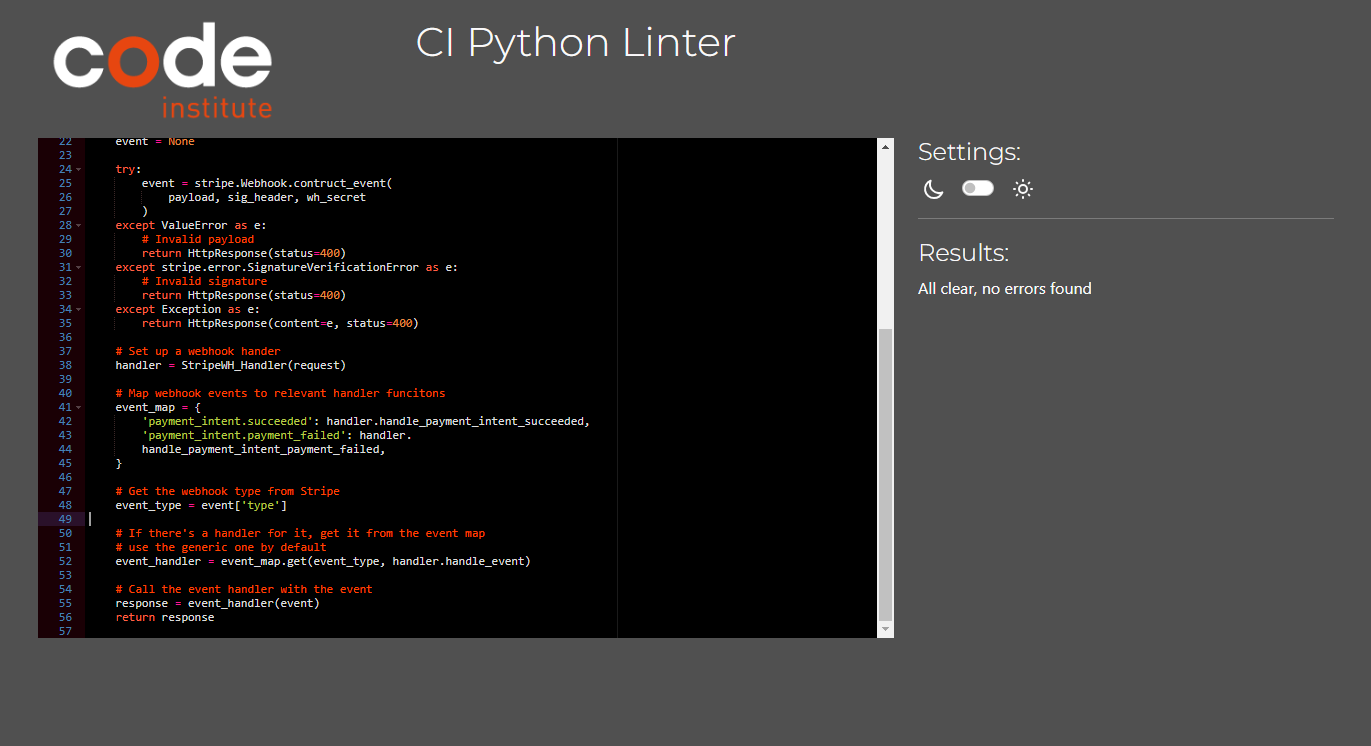 code
institute
CI Python Linter
22 event = None
23
24 try:
25 event = stripe.Webhook.contruct_event(
26 payload, sig_header, wh_secret
27 )
28 except ValueError as e:
29 # Invalid payload
30 return HttpResponse(status=400)
31 except stripe.error.SignatureVerificationError as e:
32 # Invalid signature
33 return HttpResponse(status=400)
34 except Exception as e:
35 return HttpResponse(content=e, status=400)
36
37 # Set up a webhook hander
38 handler = StripeWH_Handler(request)
39
40 # Map webhook events to relevant handler funcitons
41 event_map = {
42 'payment_intent.succeeded': handler.handle_payment_intent_succeeded,
43 'payment_intent.payment_failed': handler.
44 handle_payment_intent_payment_failed,
45 }
46
47 # Get the webhook type from Stripe
48 event_type = event['type']
49
50 # If there's a handler for it, get it from the event map
51 # use the generic one by default
52 event_handler = event_map.get(event_type, handler.handle_event)
53
54 # Call the event handler with the event
55 response = event_handler(event)
56 return response
57
Settings:
Results:
All clear, no errors found